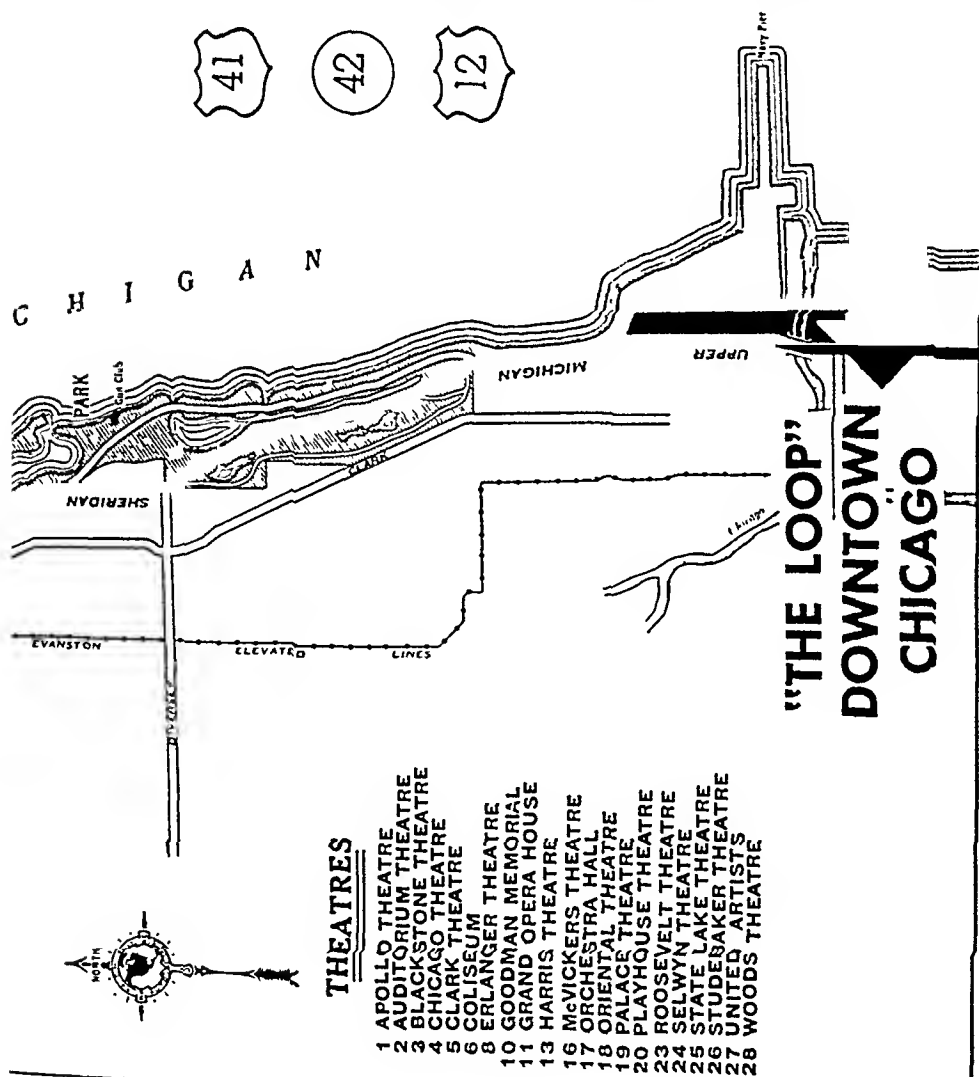 41
42
12
C H I G A N
PARK
Gun Club
SHERIDAN
MICHIGAN
UPPER
Navy Pier
CLARK
EVANSTON
ELEVATED
LINES
NORTH
"THE LOOP"
DOWNTOWN
CHICAGO
THEATRES
1 APOLLO THEATRE
2 AUDITORIUM THEATRE
3 BLACKSTONE THEATRE
4 CHICAGO THEATRE
5 CLARK THEATRE
6 COLISEUM
8 ERLANGER THEATRE
10 GOODMAN MEMORIAL
11 GRAND OPERA HOUSE
13 HARRIS THEATRE
16 McVICKERS THEATRE
17 ORCHESTRA HALL
18 ORIENTAL THEATRE
19 PALACE THEATRE
20 PLAYHOUSE THEATRE
23 ROOSEVELT THEATRE
24 SELWYN THEATRE
25 STATE LAKE THEATRE
26 STUDEBAKER THEATRE
27 UNITED ARTISTS
28 WOODS THEATRE